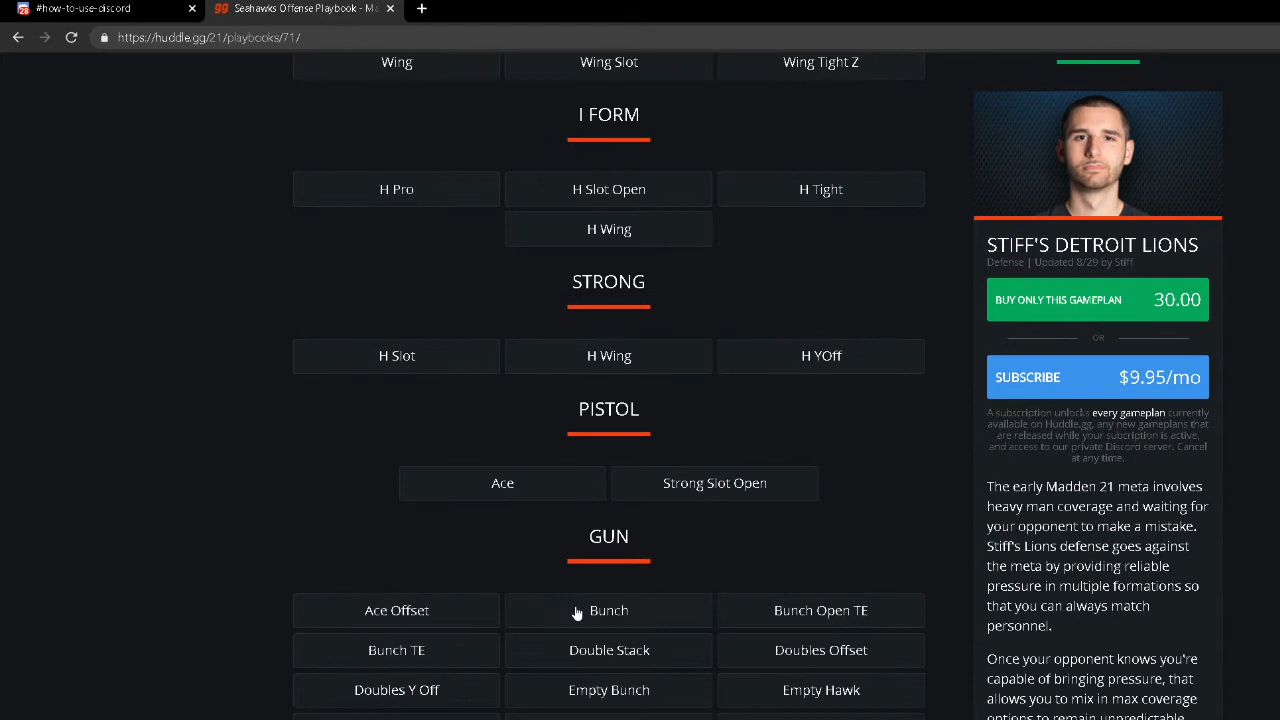 #how-to-use-discord
Seahawks Offense Playbook - Ma
https://huddle.gg/21/playbooks/71/
Wing
Wing Slot
Wing Tight Z
I FORM
H Pro
H Slot Open
H Tight
H Wing
STRONG
H Slot
H Wing
H YOff
PISTOL
Ace
Strong Slot Open
GUN
Ace Offset
Bunch
Bunch Open TE
Bunch TE
Double Stack
Doubles Offset
Doubles Y Off
Empty Bunch
Empty Hawk
STIFF'S DETROIT LIONS
Defense | Updated 8/29 by Stiff
BUY ONLY THIS GAMEPLAN 30.00
OR
SUBSCRIBE $9.95/mo
A subscription unlocks every gameplan currently
available on Huddle.gg, any new gameplans that
are released while your subcription is active,
and access to our private Discord server. Cancel
at any time.
The early Madden 21 meta involves
heavy man coverage and waiting for
your opponent to make a mistake.
Stiff's Lions defense goes against
the meta by providing reliable
pressure in multiple formations so
that you can always match
personnel.
Once your opponent knows you're
capable of bringing pressure, that
allows you to mix in max coverage
options to remain unpredictable